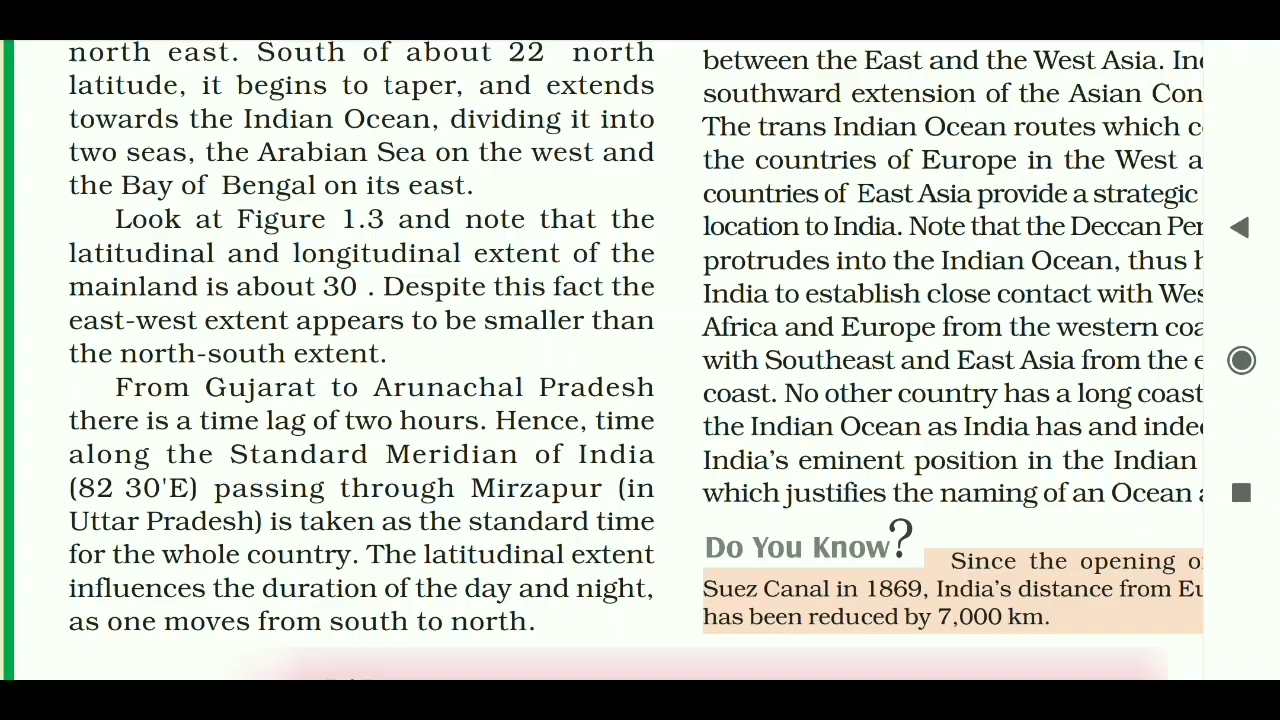 north east. South of about 22 north
latitude, it begins to taper, and extends
towards the Indian Ocean, dividing it into
two seas, the Arabian Sea on the west and
the Bay of Bengal on its east.
Look at Figure 1.3 and note that the
latitudinal and longitudinal extent of the
mainland is about 30 . Despite this fact the
east-west extent appears to be smaller than
the north-south extent.
From Gujarat to Arunachal Pradesh
there is a time lag of two hours. Hence, time
along the Standard Meridian of India
(82 30'E) passing through Mirzapur (in
Uttar Pradesh) is taken as the standard time
for the whole country. The latitudinal extent
influences the duration of the day and night,
as one moves from south to north.
between the East and the West Asia.
southward extension of the Asian
The trans Indian Ocean routes which
the countries of Europe in the West
countries of East Asia provide a strategic
location to India. Note that the Deccan
protrudes into the Indian Ocean, thus
India to establish close contact with
Africa and Europe from the western
with Southeast and East Asia from the
coast. No other country has a long
the Indian Ocean as India has and
India's eminent position in the Indian
which justifies the naming of an Ocean
Do You Know?
Since the opening
Suez Canal in 1869, India's distance from
has been reduced by 7,000 km.